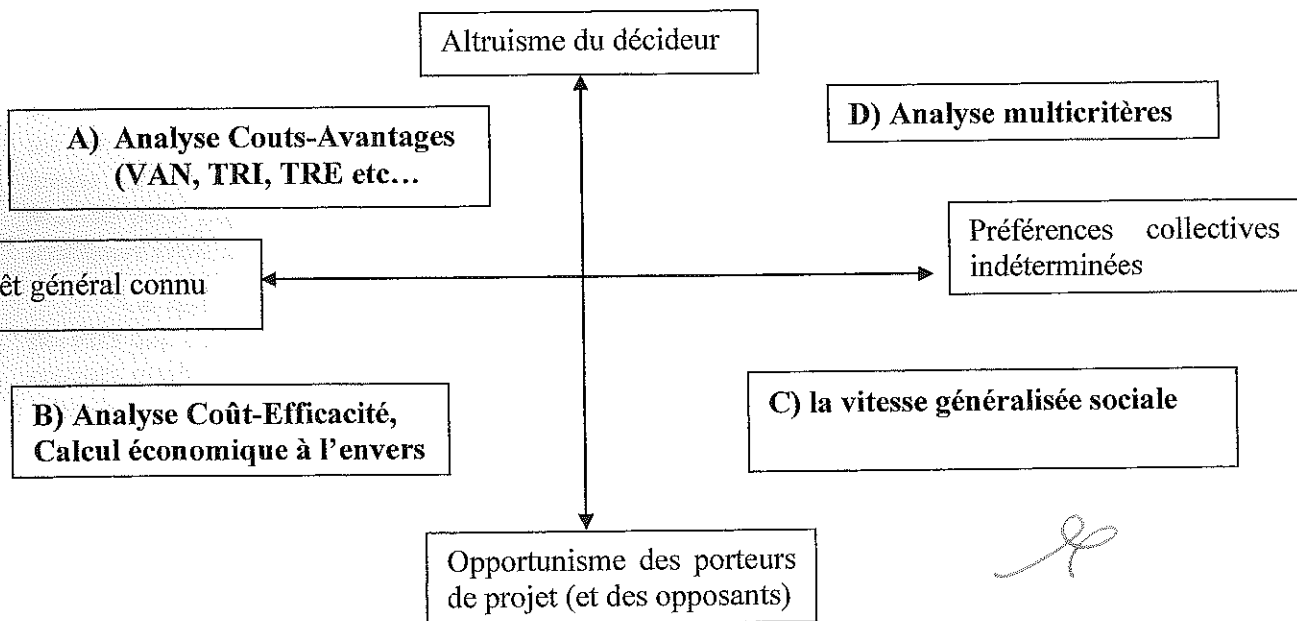 Altruisme du décideur
D) Analyse multicritères
A) Analyse Couts-Avantages
(VAN, TRI, TRE etc…
Préférences collectives
indéterminées
êt général connu
B) Analyse Coût-Efficacité,
Calcul économique à l'envers
C) la vitesse généralisée sociale
Opportunisme des porteurs
de projet (et des opposants)